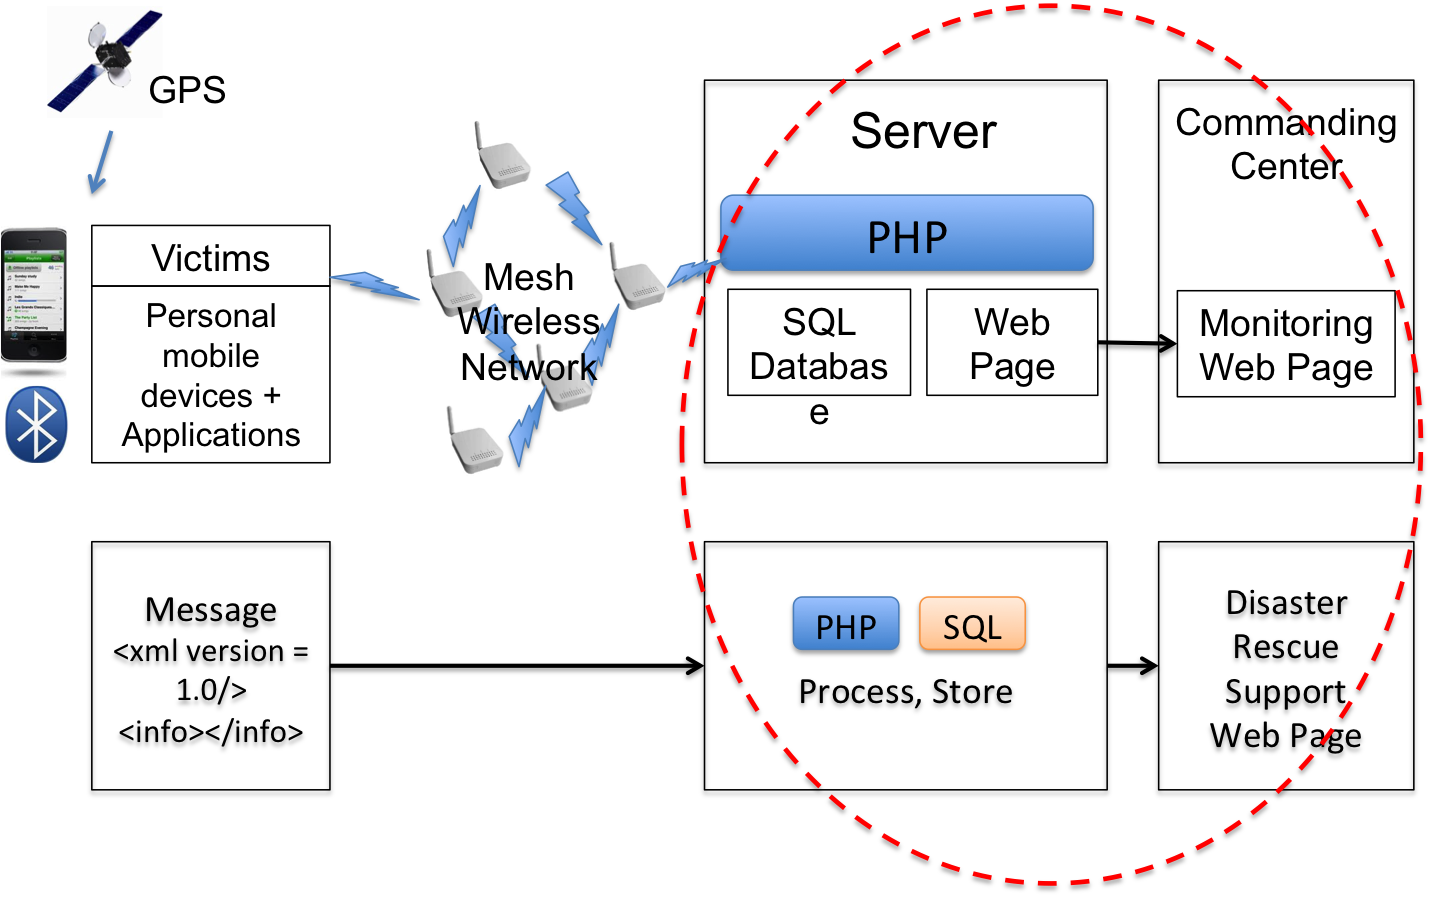 GPS
Victims
Personal
mobile
devices +
Applications
Mesh
Wireless
Network
Server
PHP
SQL
Databas
e
Web
Page
Commanding
Center
Monitoring
Web Page
Message
<xml version =
1.0/>
<info></info>
PHP
SQL
Process, Store
Disaster
Rescue
Support
Web Page